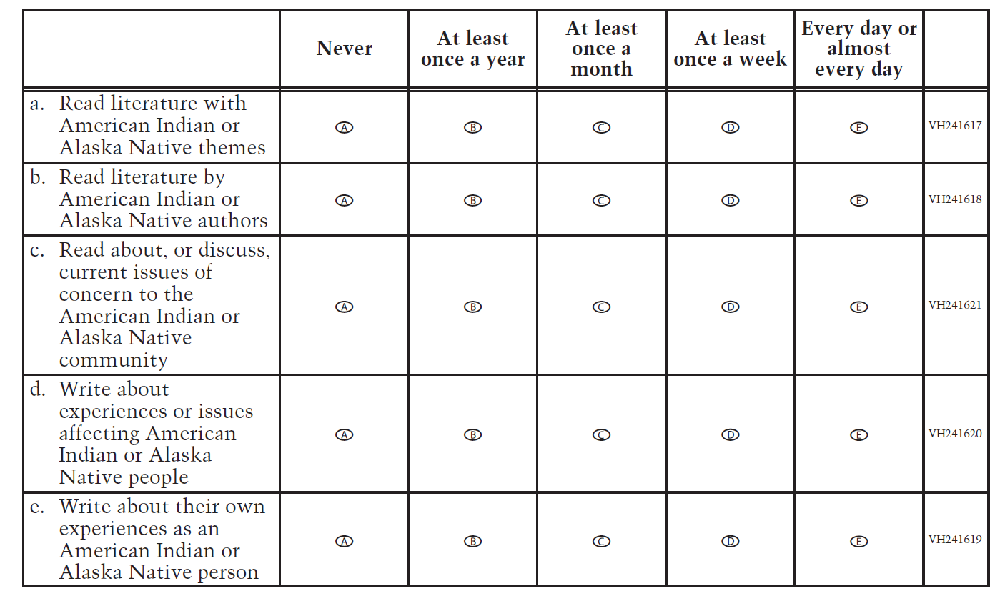 Never
At least
once a year
At least
once a
month
At least
once a week
Every day or
almost
every day
a. Read literature with
American Indian or
Alaska Native themes
A B C D E VH241617
b. Read literature by
American Indian or
Alaska Native authors
A B C D E VH241618
c. Read about, or discuss,
current issues of
concern to the
American Indian or
Alaska Native
community
A B C D E VH241621
d. Write about
experiences or issues
affecting American
Indian or Alaska
Native people
A B C D E VH241620
e. Write about their own
experiences as an
American Indian or
Alaska Native person
A B C D E VH241619